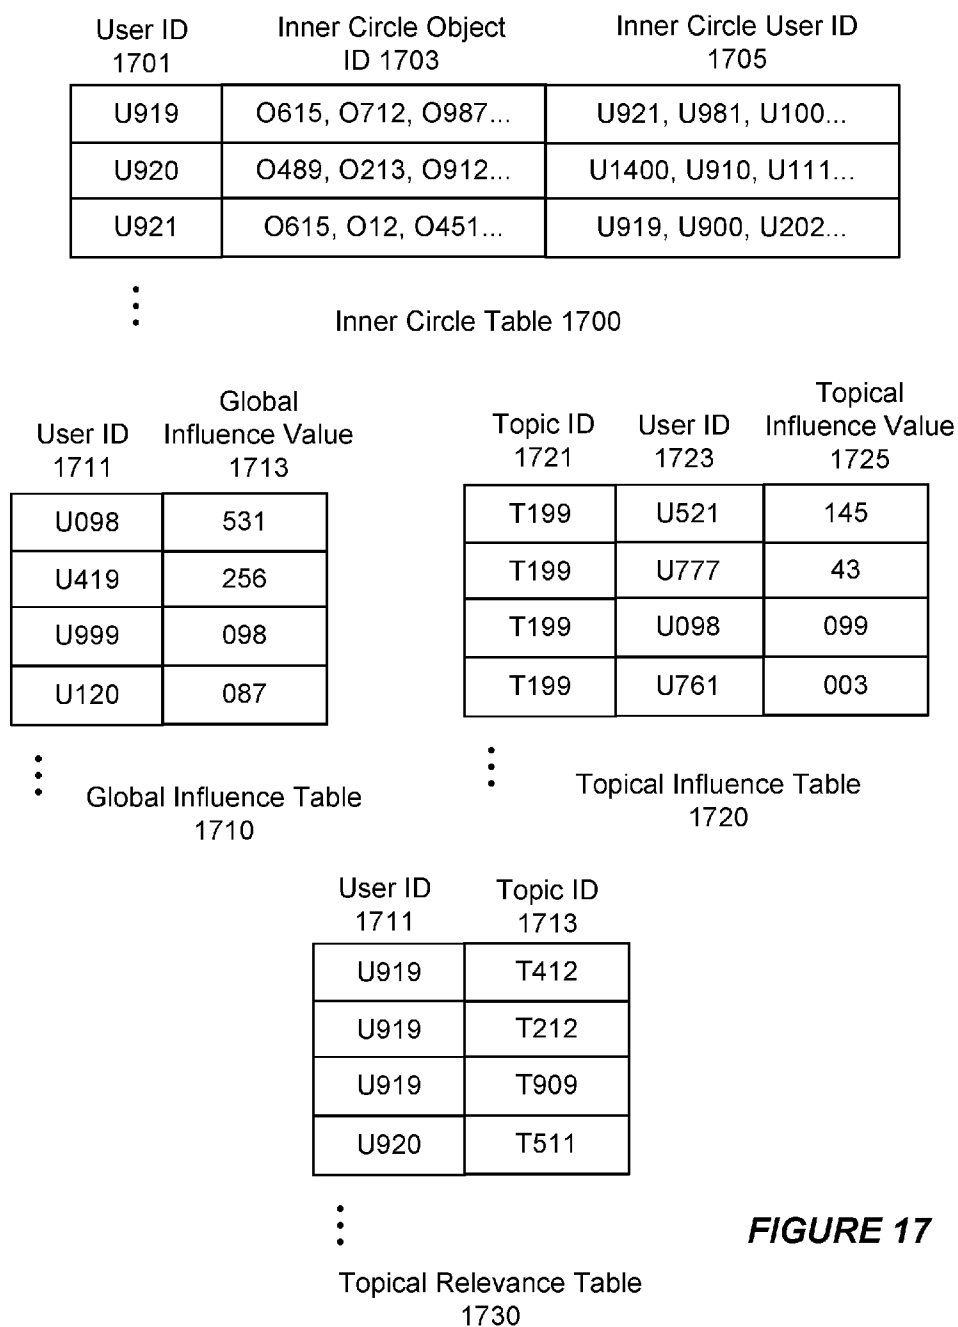 User ID
1701
Inner Circle Object
ID 1703
Inner Circle User ID
1705
U919 O615, O712, O987... U921, U981, U100...
U920 O489, O213, O912... U1400, U910, U111...
U921 O615, O12, O451... U919, U900, U202...
Inner Circle Table 1700
User ID
1711
Global
Influence Value
1713
U098 531
U419 256
U999 098
U120 087
Global Influence Table
1710
Topic ID
1721
User ID
1723
Topical
Influence Value
1725
T199 U521 145
T199 U777 43
T199 U098 099
T199 U761 003
Topical Influence Table
1720
User ID
1711
Topic ID
1713
U919 T412
U919 T212
U919 T909
U920 T511
FIGURE 17
Topical Relevance Table
1730